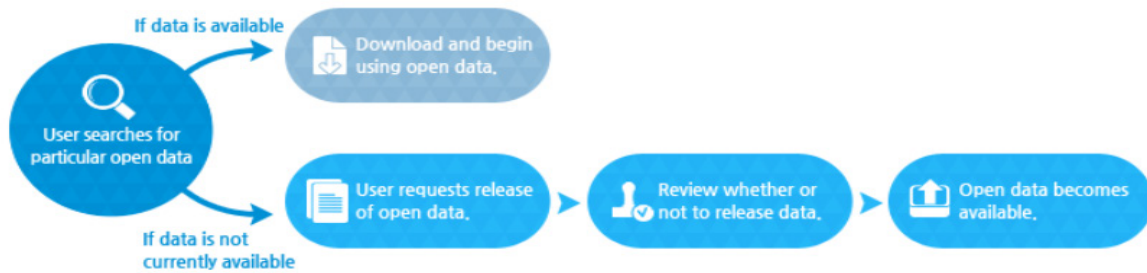 If data is available
Download and begin
using open data.
User searches for
particular open data
User requests release
of open data.
Review whether or
not to release data.
Open data becomes
available.
If data is not
currently available